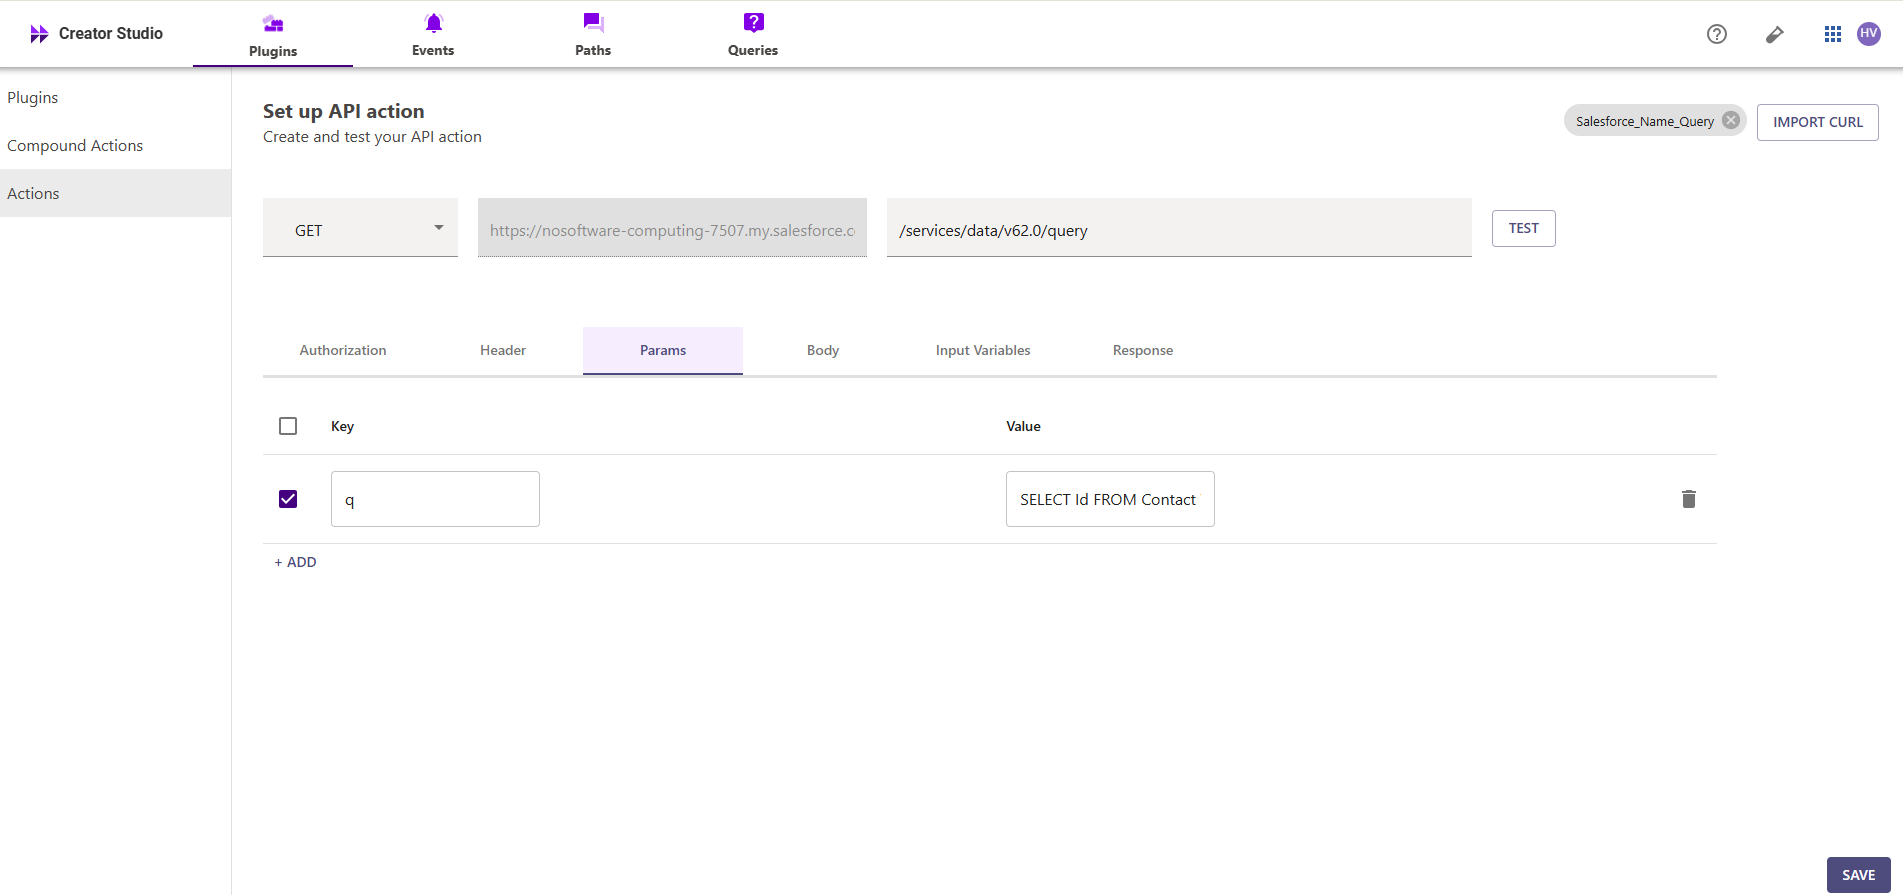 Creator Studio
Plugins
Events
Paths
Queries
HV
Plugins
Compound Actions
Actions
Set up API action
Create and test your API action
Salesforce_Name_Query
IMPORT CURL
GET
https://nosoftware-computing-7507.my.salesforce.c
/services/data/v62.0/query
TEST
Authorization
Header
Params
Body
Input Variables
Response
Key
Value
q
SELECT Id FROM Contact
+ ADD
SAVE